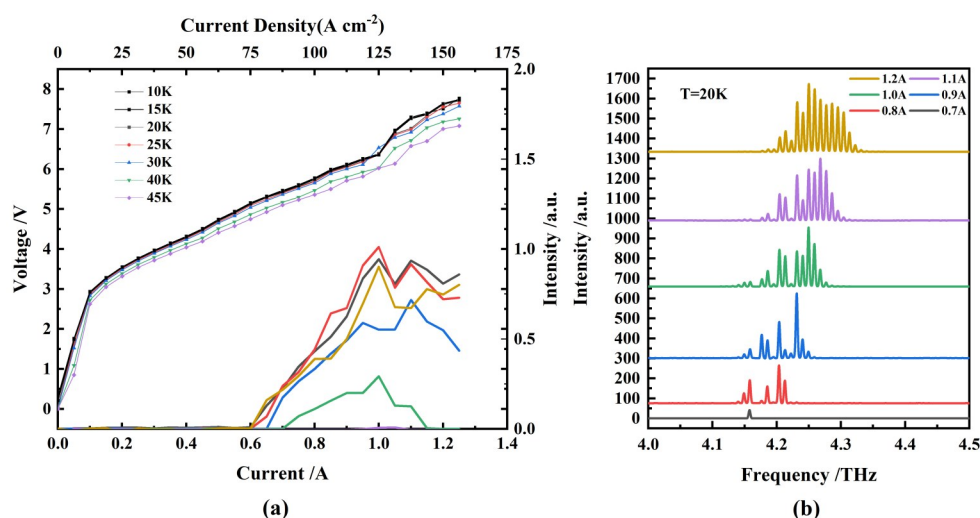 Current Density(A cm-2)
0 25 50 75 100 125 150 175
8
7
6
5
4
3
2
1
0
Voltage /V
10K
15K
20K
25K
30K
40K
45K
2.0
1.5
1.0
0.5
0.0
Intensity /a.u.
0.0 0.2 0.4 0.6 0.8 1.0 1.2 1.4
Current /A
(a)
Intensity /a.u.
1700
1600
1500
1400
1300
1200
1100
1000
900
800
700
600
500
400
300
200
100
0
T=20K
1.2A 1.1A
1.0A 0.9A
0.8A 0.7A
4.0 4.1 4.2 4.3 4.4 4.5
Frequency /THz
(b)